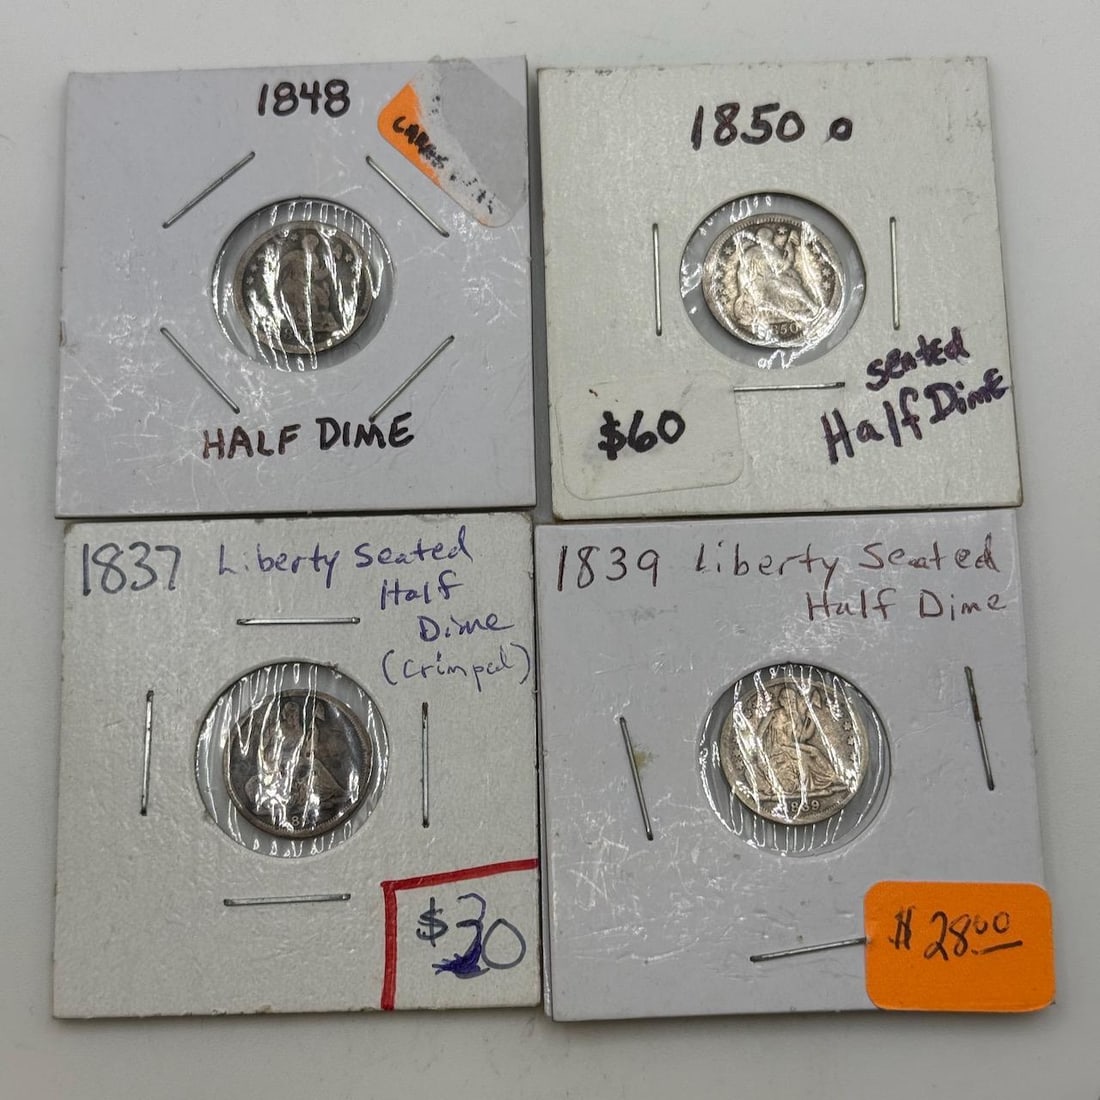 1848
HALF DIME
1850 o
seated
Half Dime
$60
1837 Liberty Seated
Half
Dime
(crimped)
$30
1839 Liberty Seated
Half Dime
1839
$28.00